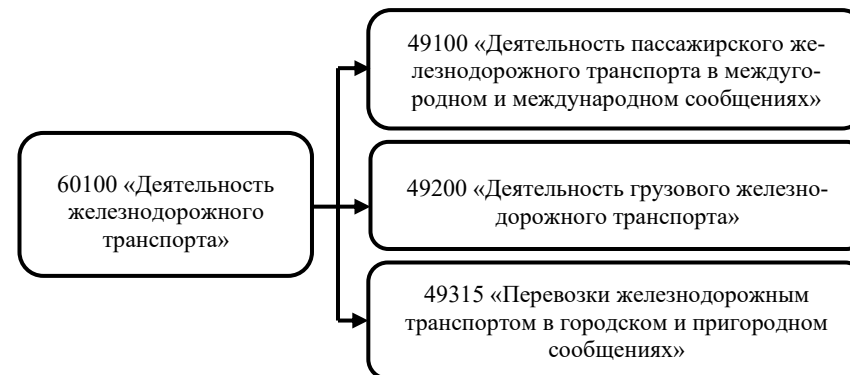 49100 «Деятельность пассажирского же-
лезнодорожного транспорта в междуго-
родном и международном сообщениях»
60100 «Деятельность
железнодорожного
транспорта»
49200 «Деятельность грузового железно-
дорожного транспорта»
49315 «Перевозки железнодорожным
транспортом в городском и пригородном
сообщениях»